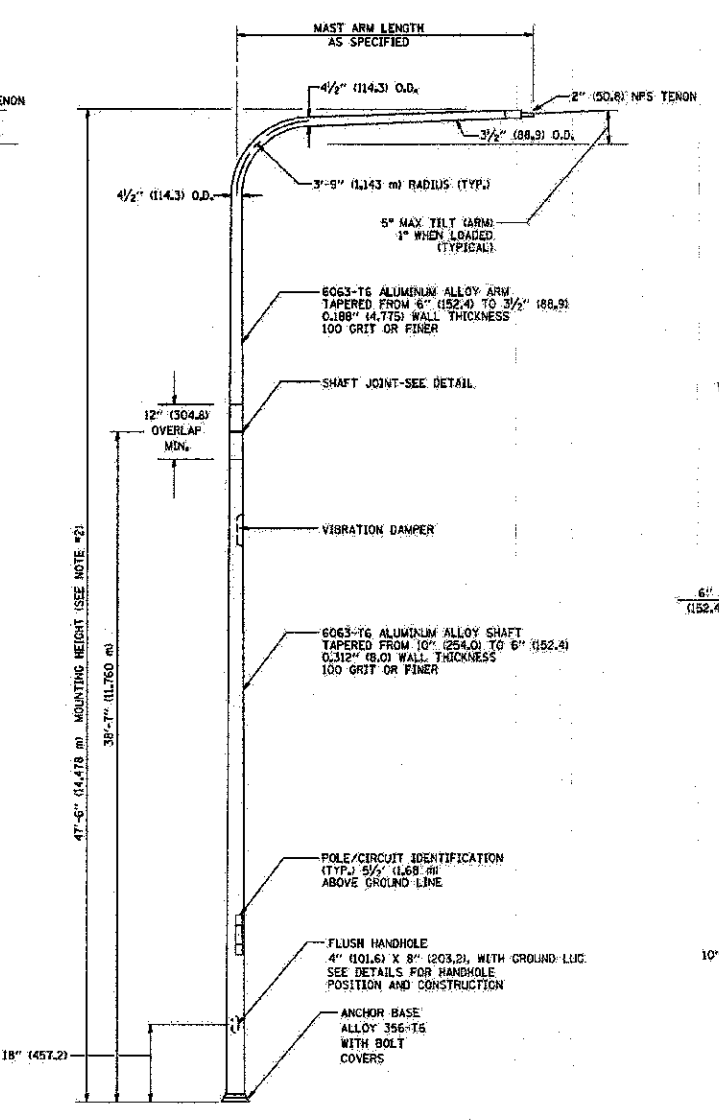 MAST ARM LENGTH
AS SPECIFIED
ENON
4½" (114.3) O.D.
2" (50.8) NPS TENON
3½" (88.9) O.D.
4½" (114.3) O.D.
3'-9" (1.143 m) RADIUS (TYP.)
5° MAX TILT (ARM)
1° WHEN LOADED
(TYPICAL)
6063-T6 ALUMINUM ALLOY ARM
TAPERED FROM 6" (152.4) TO 3½" (88.9)
0.188" (4.775) WALL THICKNESS
100 GRIT OR FINER
SHAFT JOINT-SEE DETAIL
12" (304.8)
OVERLAP
MIN.
VIBRATION DAMPER
47'-6" (14.478 m) MOUNTING HEIGHT (SEE NOTE #2)
38'-7" (11.760 m)
6"
(152.4
6063-T6 ALUMINUM ALLOY SHAFT
TAPERED FROM 10" (254.0) TO 6" (152.4)
0.312" (8.0) WALL THICKNESS
100 GRIT OR FINER
POLE/CIRCUIT IDENTIFICATION
(TYP.) 5½' (1.68 m)
ABOVE GROUND LINE
FLUSH HANDHOLE
4" (101.6) X 8" (203.2), WITH GROUND LUG
SEE DETAILS FOR HANDHOLE
POSITION AND CONSTRUCTION
10"
ANCHOR BASE
ALLOY 356-T6
WITH BOLT
COVERS
18" (457.2)